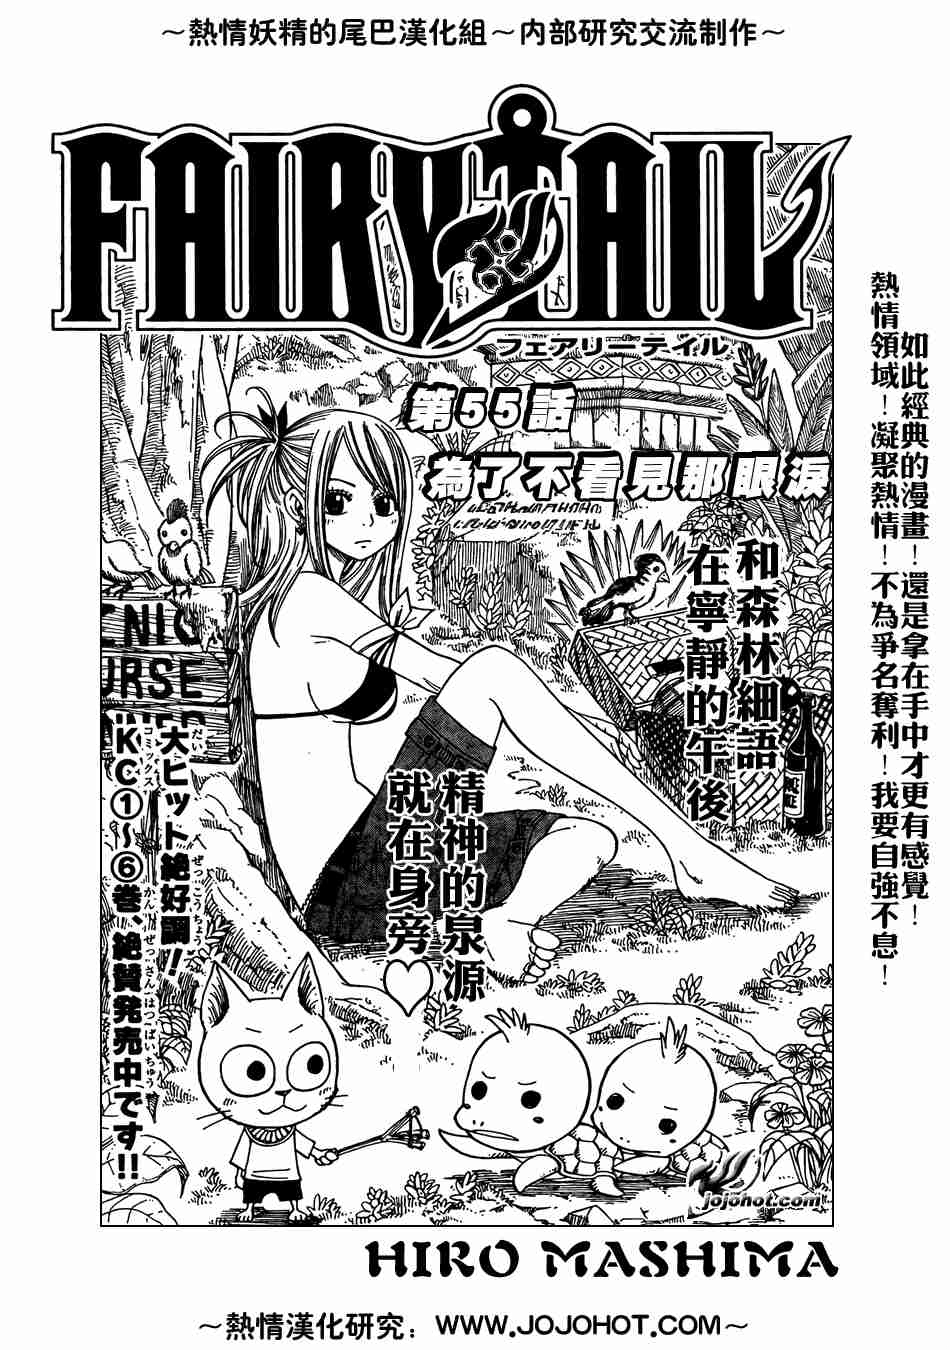 ～熱情妖精的尾巴漢化組～内部研究交流制作～
FAIRY TAIL
フェアリーテイル
第55話
為了不看見那眼淚
如此經典的漫畫！還是拿在手中才更有感覺！
熱情領域！凝聚熱情！不為爭名奪利！我要自強不息！
和森林細語
在寧靜的午後
精神的泉源
就在身旁♡
ENIC
URSE
大ヒット絶好調！
KC①～⑥巻、絶賛発売中です!!
jojohot.com
HIRO MASHIMA
～熱情漢化研究：WWW.JOJOHOT.COM～